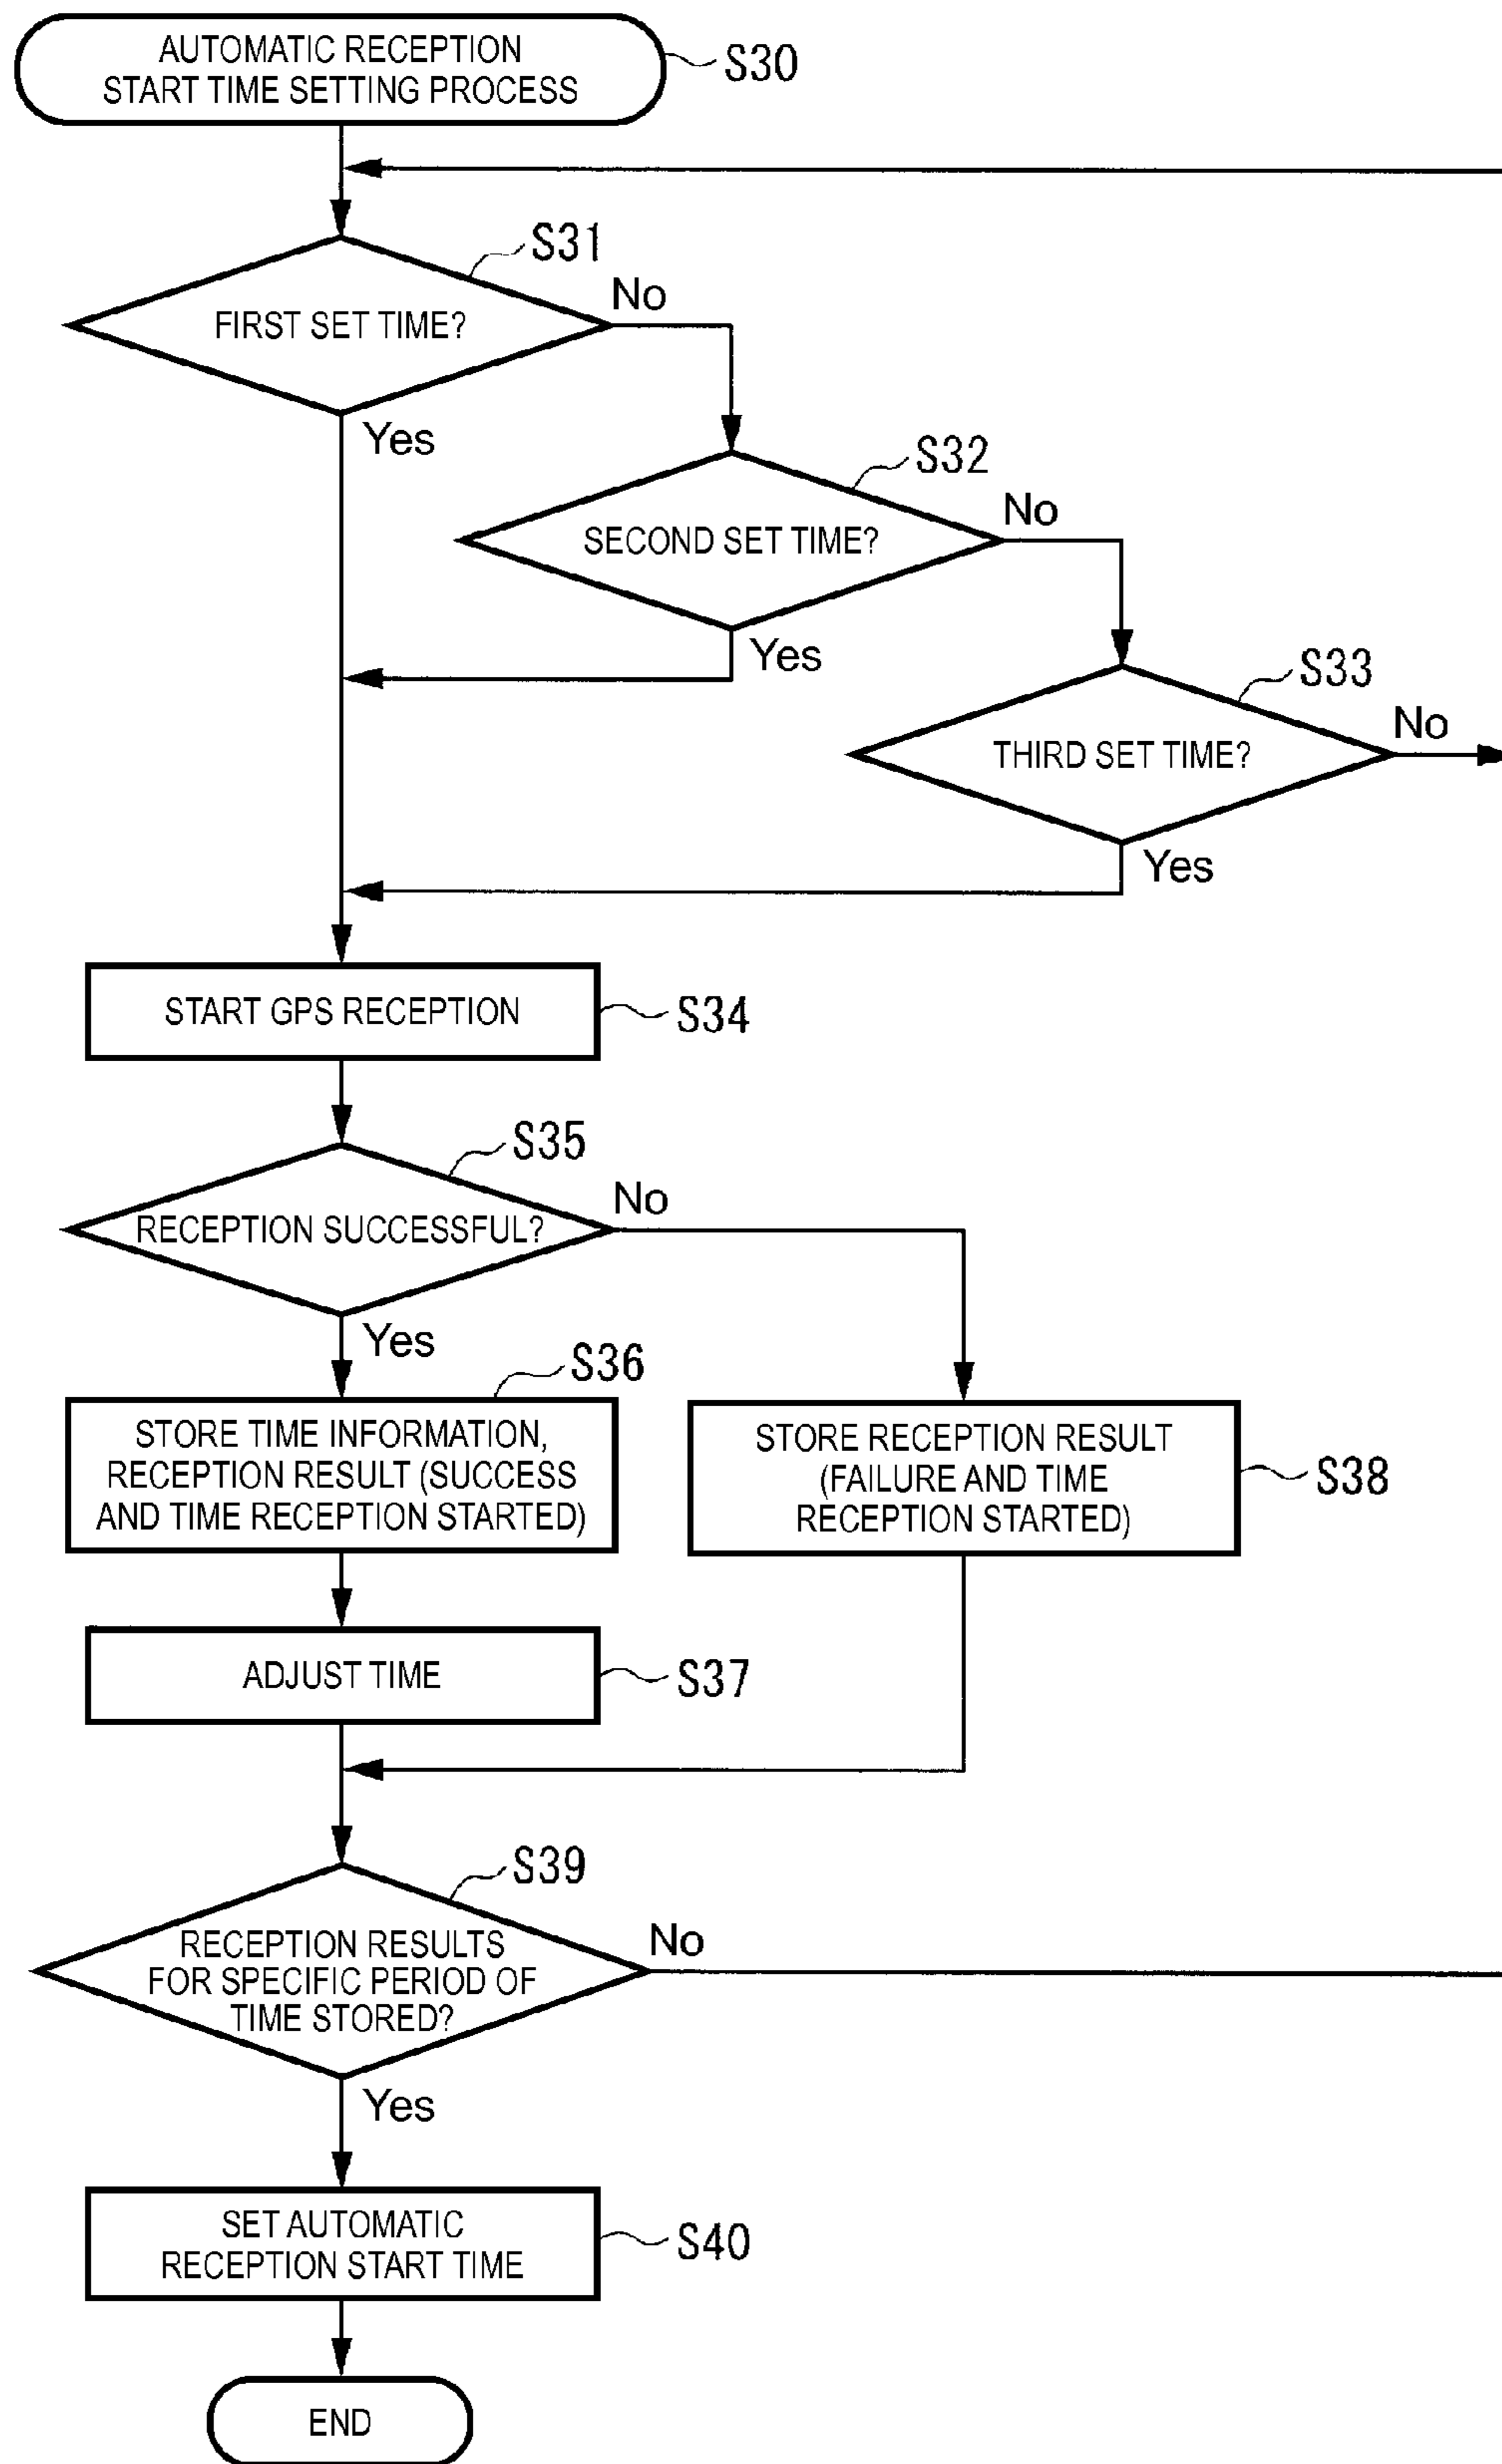 AUTOMATIC RECEPTION
START TIME SETTING PROCESS
S30
S31
FIRST SET TIME?
No
Yes
S32
SECOND SET TIME?
No
Yes
S33
THIRD SET TIME?
No
Yes
START GPS RECEPTION
S34
S35
RECEPTION SUCCESSFUL?
No
Yes
S36
STORE TIME INFORMATION,
RECEPTION RESULT (SUCCESS
AND TIME RECEPTION STARTED)
STORE RECEPTION RESULT
(FAILURE AND TIME
RECEPTION STARTED)
S38
ADJUST TIME
S37
S39
RECEPTION RESULTS
FOR SPECIFIC PERIOD OF
TIME STORED?
No
Yes
SET AUTOMATIC
RECEPTION START TIME
S40
END